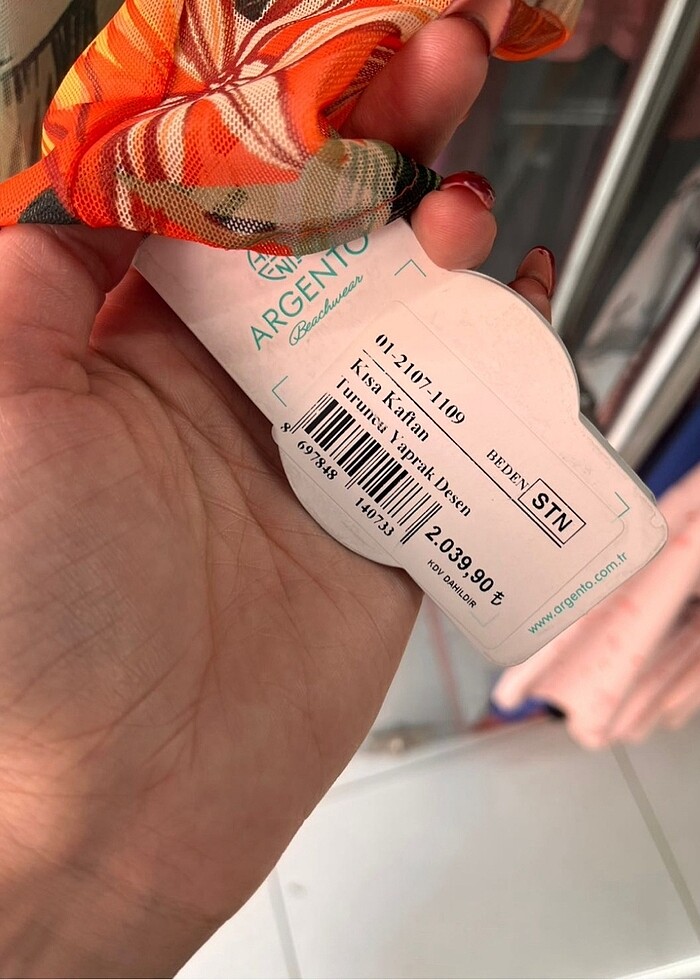 ARGENTO
Beachwear
01-2107-1109
Kısa Kaftan
Turuncu Yaprak Desen
BEDEN STN
8 697848 140733
2.039,90 ₺
KDV DAHİLDİR
www.argento.com.tr